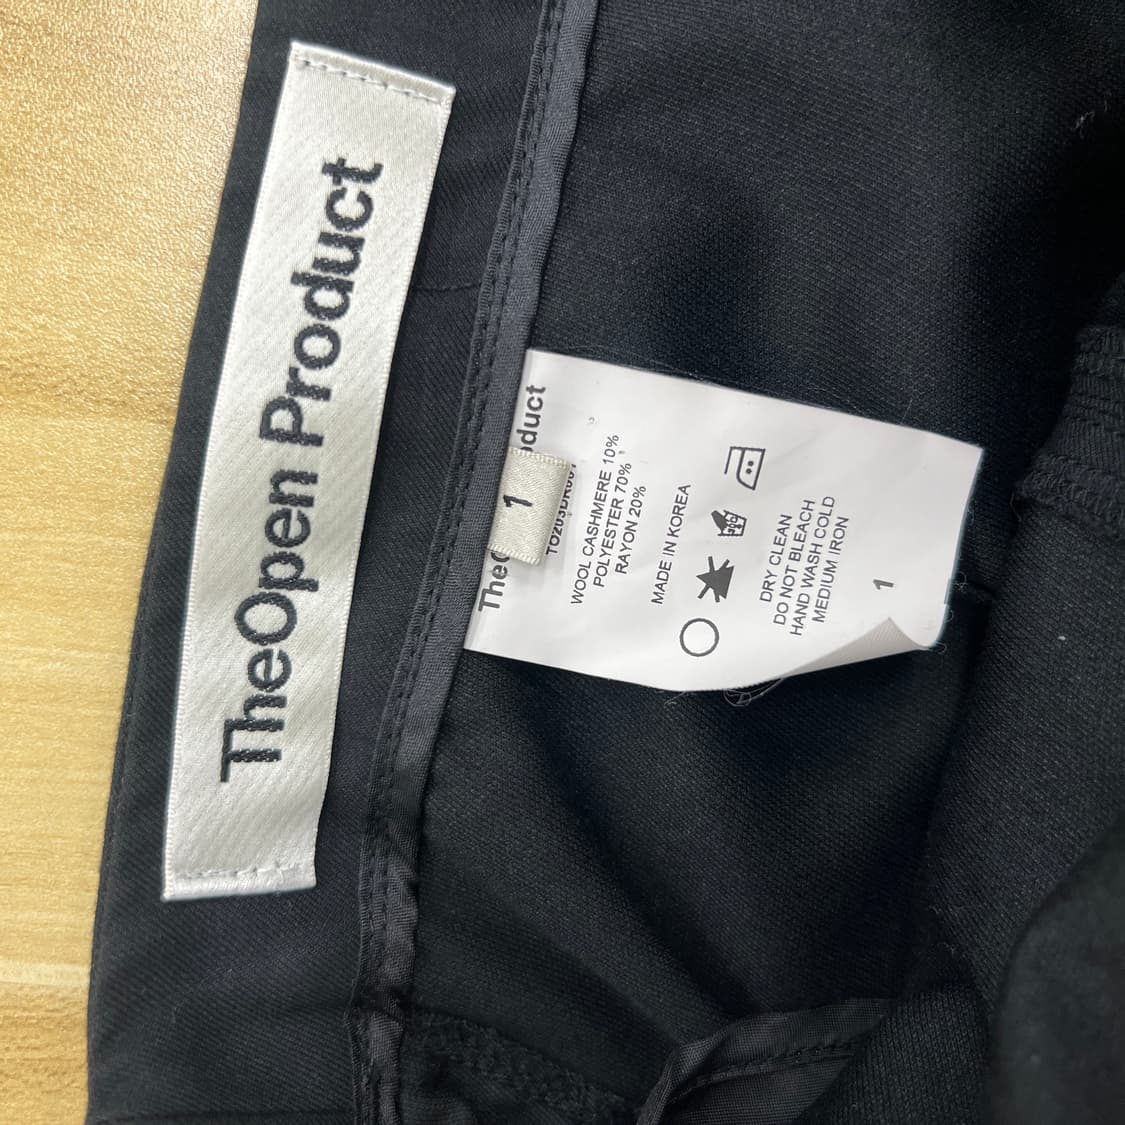 TheOpen Product
duct
1
WOOL CASHMERE 10%
POLYESTER 70%
RAYON 20%
MADE IN KOREA
DRY CLEAN
DO NOT BLEACH
HAND WASH COLD
MEDIUM IRON
1